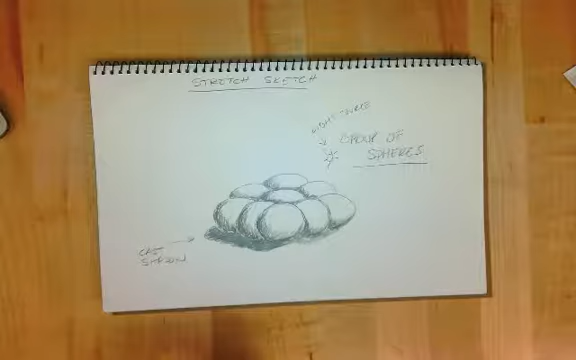 STRETCH SKETCH
LIGHT SOURCE
GROUP OF
SPHERES
CAST
SHADOW